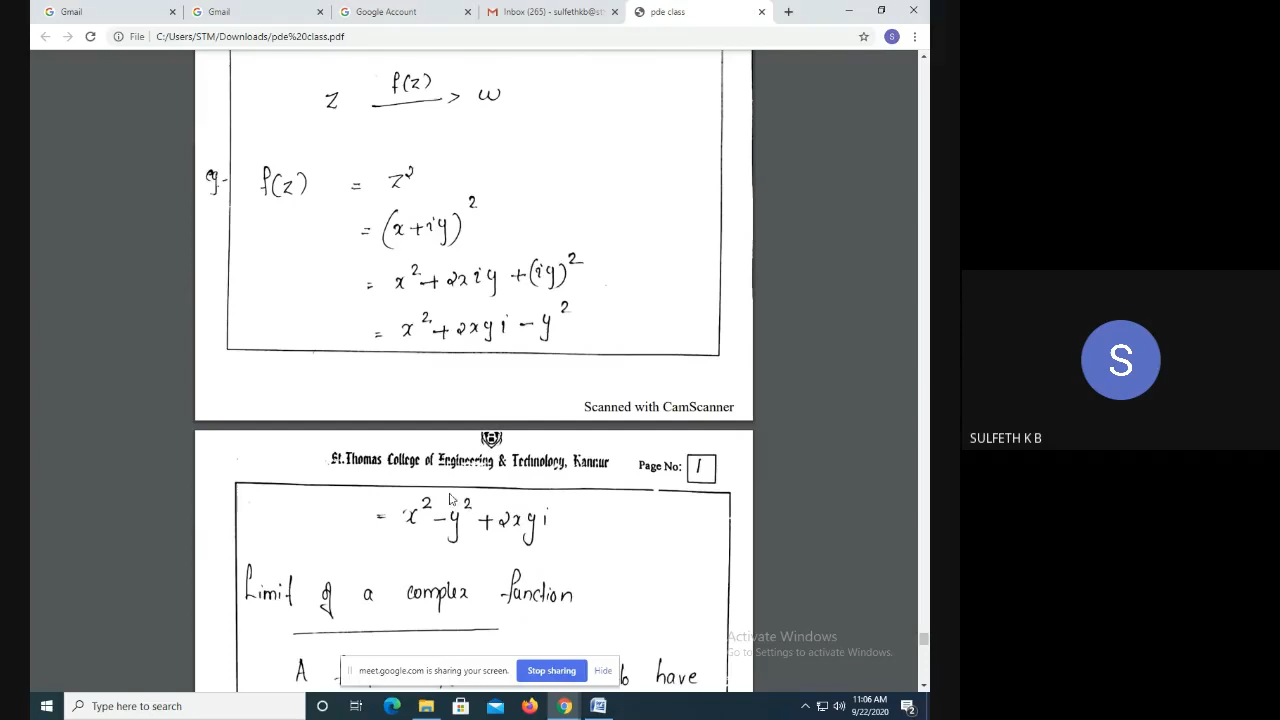 Gmail
Gmail
Google Account
Inbox (265) - sulfethkb@st
pde class
File
C:/Users/STM/Downloads/pde%20class.pdf
S
f(z)
z > w
eg- f(z) = z²
= (x+iy)²
= x² + 2xiy + (iy)²
= x² + 2xyi - y²
Scanned with CamScanner
St.Thomas College of Engineering & Technology, Kannur Page No: 1
= x² - y² + 2xyi
Limit of a complex function
A
have
meet.google.com is sharing your screen.
Stop sharing
Hide
Activate Windows
Go to Settings to activate Windows.
S
SULFETH K B
Type here to search
11:06 AM
9/22/2020
2